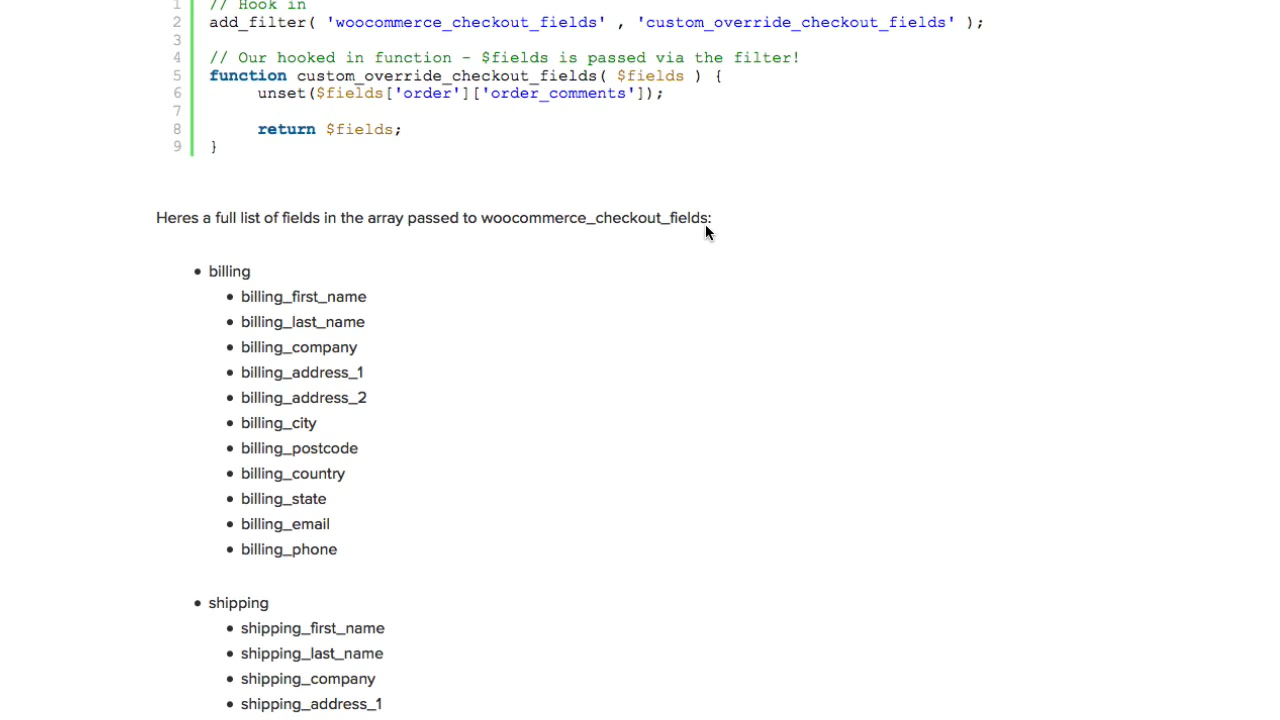 1 // Hook in
2 add_filter( 'woocommerce_checkout_fields' , 'custom_override_checkout_fields' );
3
4 // Our hooked in function - $fields is passed via the filter!
5 function custom_override_checkout_fields( $fields ) {
6 unset($fields['order']['order_comments']);
7
8 return $fields;
9 }
Heres a full list of fields in the array passed to woocommerce_checkout_fields:
• billing
• billing_first_name
• billing_last_name
• billing_company
• billing_address_1
• billing_address_2
• billing_city
• billing_postcode
• billing_country
• billing_state
• billing_email
• billing_phone
• shipping
• shipping_first_name
• shipping_last_name
• shipping_company
• shipping_address_1